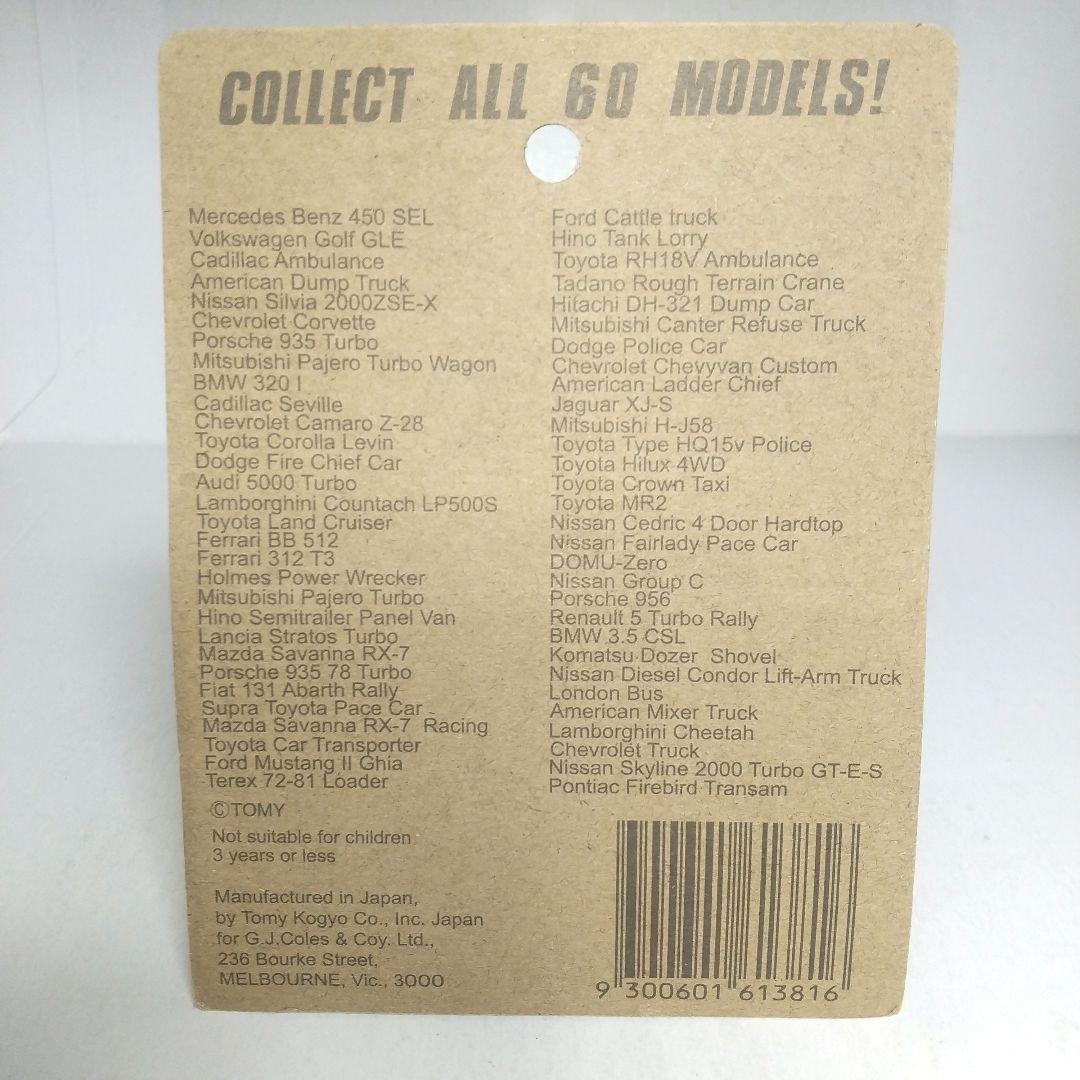 COLLECT ALL 60 MODELS!
Mercedes Benz 450 SEL
Volkswagen Golf GLE
Cadillac Ambulance
American Dump Truck
Nissan Silvia 2000ZSE-X
Chevrolet Corvette
Porsche 935 Turbo
Mitsubishi Pajero Turbo Wagon
BMW 320 I
Cadillac Seville
Chevrolet Camaro Z-28
Toyota Corolla Levin
Dodge Fire Chief Car
Audi 5000 Turbo
Lamborghini Countach LP500S
Toyota Land Cruiser
Ferrari BB 512
Ferrari 312 T3
Holmes Power Wrecker
Mitsubishi Pajero Turbo
Hino Semitrailer Panel Van
Lancia Stratos Turbo
Mazda Savanna RX-7
Porsche 935 78 Turbo
Fiat 131 Abarth Rally
Supra Toyota Pace Car
Mazda Savanna RX-7 Racing
Toyota Car Transporter
Ford Mustang II Ghia
Terex 72-81 Loader
Ford Cattle truck
Hino Tank Lorry
Toyota RH18V Ambulance
Tadano Rough Terrain Crane
Hitachi DH-321 Dump Car
Mitsubishi Canter Refuse Truck
Dodge Police Car
Chevrolet Chevyvan Custom
American Ladder Chief
Jaguar XJ-S
Mitsubishi H-J58
Toyota Type HQ15v Police
Toyota Hilux 4WD
Toyota Crown Taxi
Toyota MR2
Nissan Cedric 4 Door Hardtop
Nissan Fairlady Pace Car
DOMU-Zero
Nissan Group C
Porsche 956
Renault 5 Turbo Rally
BMW 3.5 CSL
Komatsu Dozer Shovel
Nissan Diesel Condor Lift-Arm Truck
London Bus
American Mixer Truck
Lamborghini Cheetah
Chevrolet Truck
Nissan Skyline 2000 Turbo GT-E-S
Pontiac Firebird Transam
©TOMY
Not suitable for children
3 years or less
Manufactured in Japan,
by Tomy Kogyo Co., Inc. Japan
for G.J.Coles & Coy. Ltd.,
236 Bourke Street,
MELBOURNE, Vic., 3000
9 300601 613816